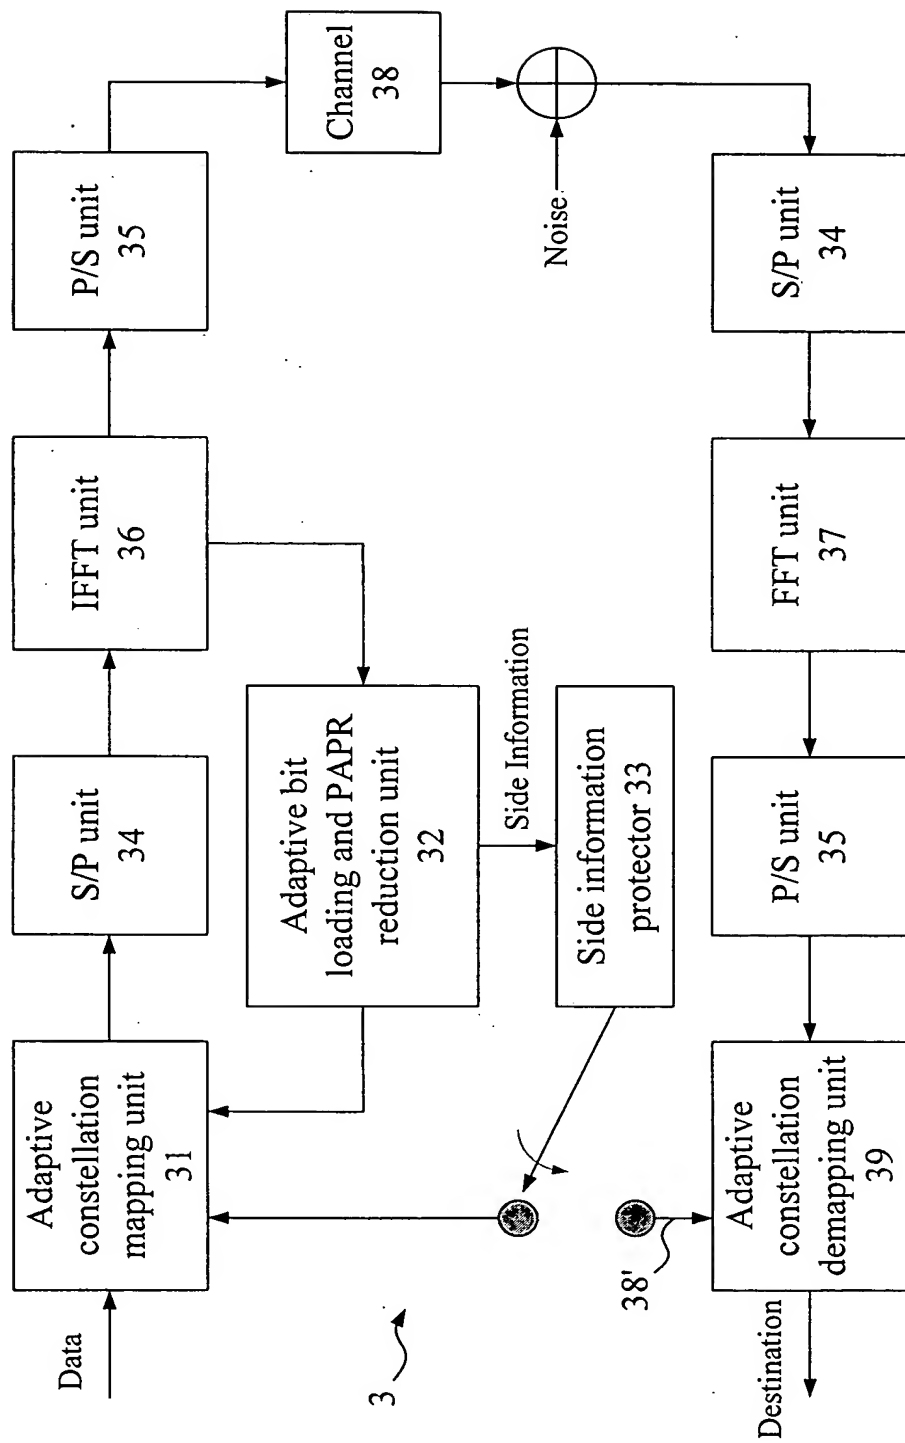 Data
Adaptive
constellation
mapping unit
31
S/P unit
34
IFFT unit
36
P/S unit
35
Channel
38
Noise
Adaptive bit
loading and PAPR
reduction unit
32
Side Information
Side information
protector 33
3
38'
S/P unit
34
FFT unit
37
P/S unit
35
Adaptive
constellation
demapping unit
39
Destination